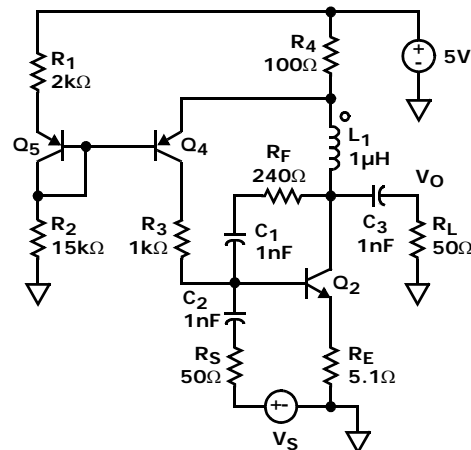 R1
2kΩ
R4
100Ω
5V
Q5
Q4
L1
1µH
RF
240Ω
VO
R2
15kΩ
R3
1kΩ
C1
1nF
C3
1nF
RL
50Ω
C2
1nF
Q2
RS
50Ω
RE
5.1Ω
+-
VS